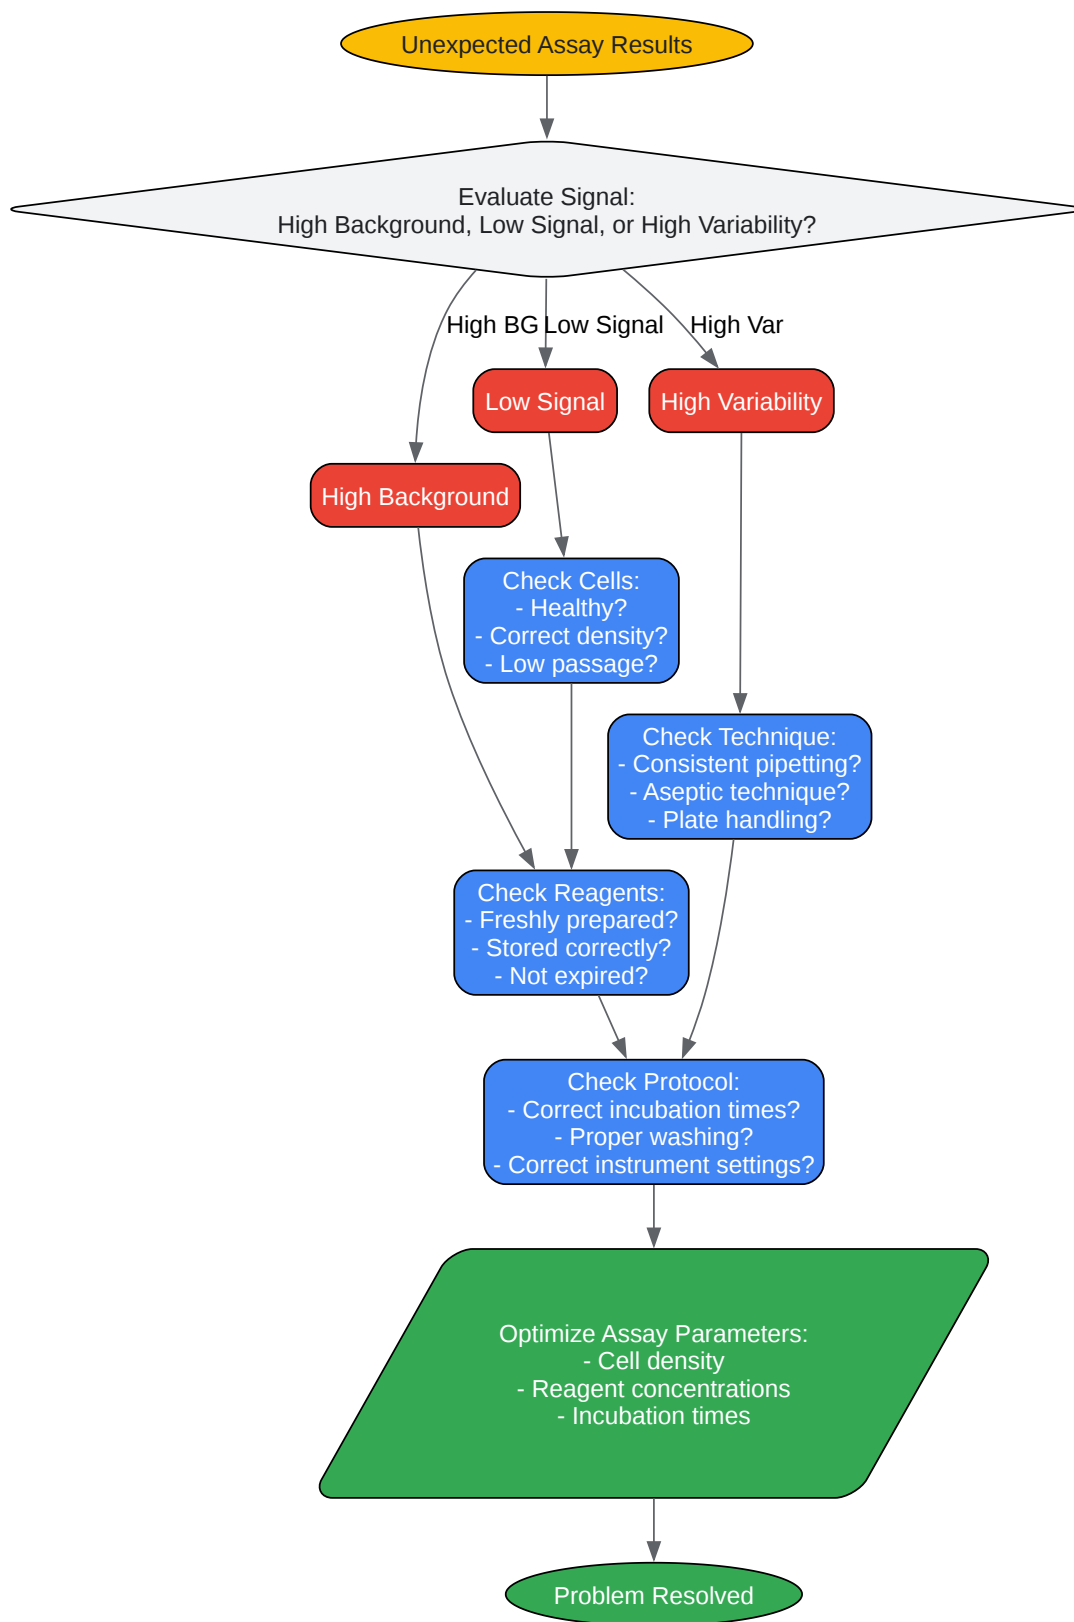 Unexpected Assay Results
Evaluate Signal:
High Background, Low Signal, or High Variability?
High BG
Low Signal
High Var
Low Signal
High Variability
High Background
Check Cells:
- Healthy?
- Correct density?
- Low passage?
Check Technique:
- Consistent pipetting?
- Aseptic technique?
- Plate handling?
Check Reagents:
- Freshly prepared?
- Stored correctly?
- Not expired?
Check Protocol:
- Correct incubation times?
- Proper washing?
- Correct instrument settings?
Optimize Assay Parameters:
- Cell density
- Reagent concentrations
- Incubation times
Problem Resolved